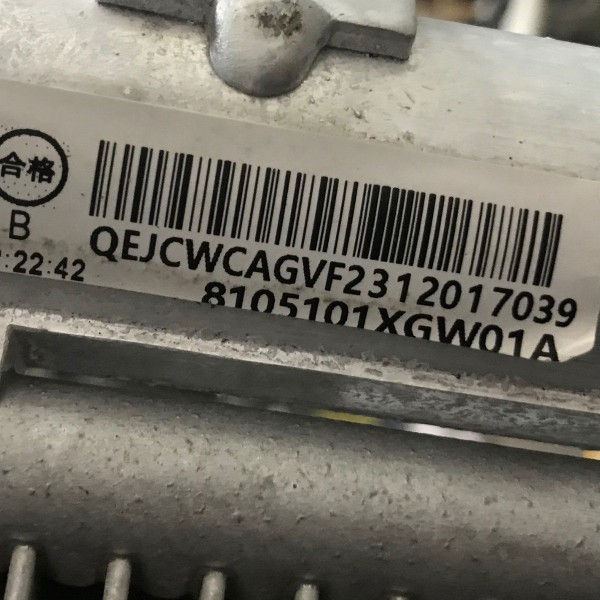 合格
B
:22:42
QEJCWCAGVF2312017039
8105101XGW01A